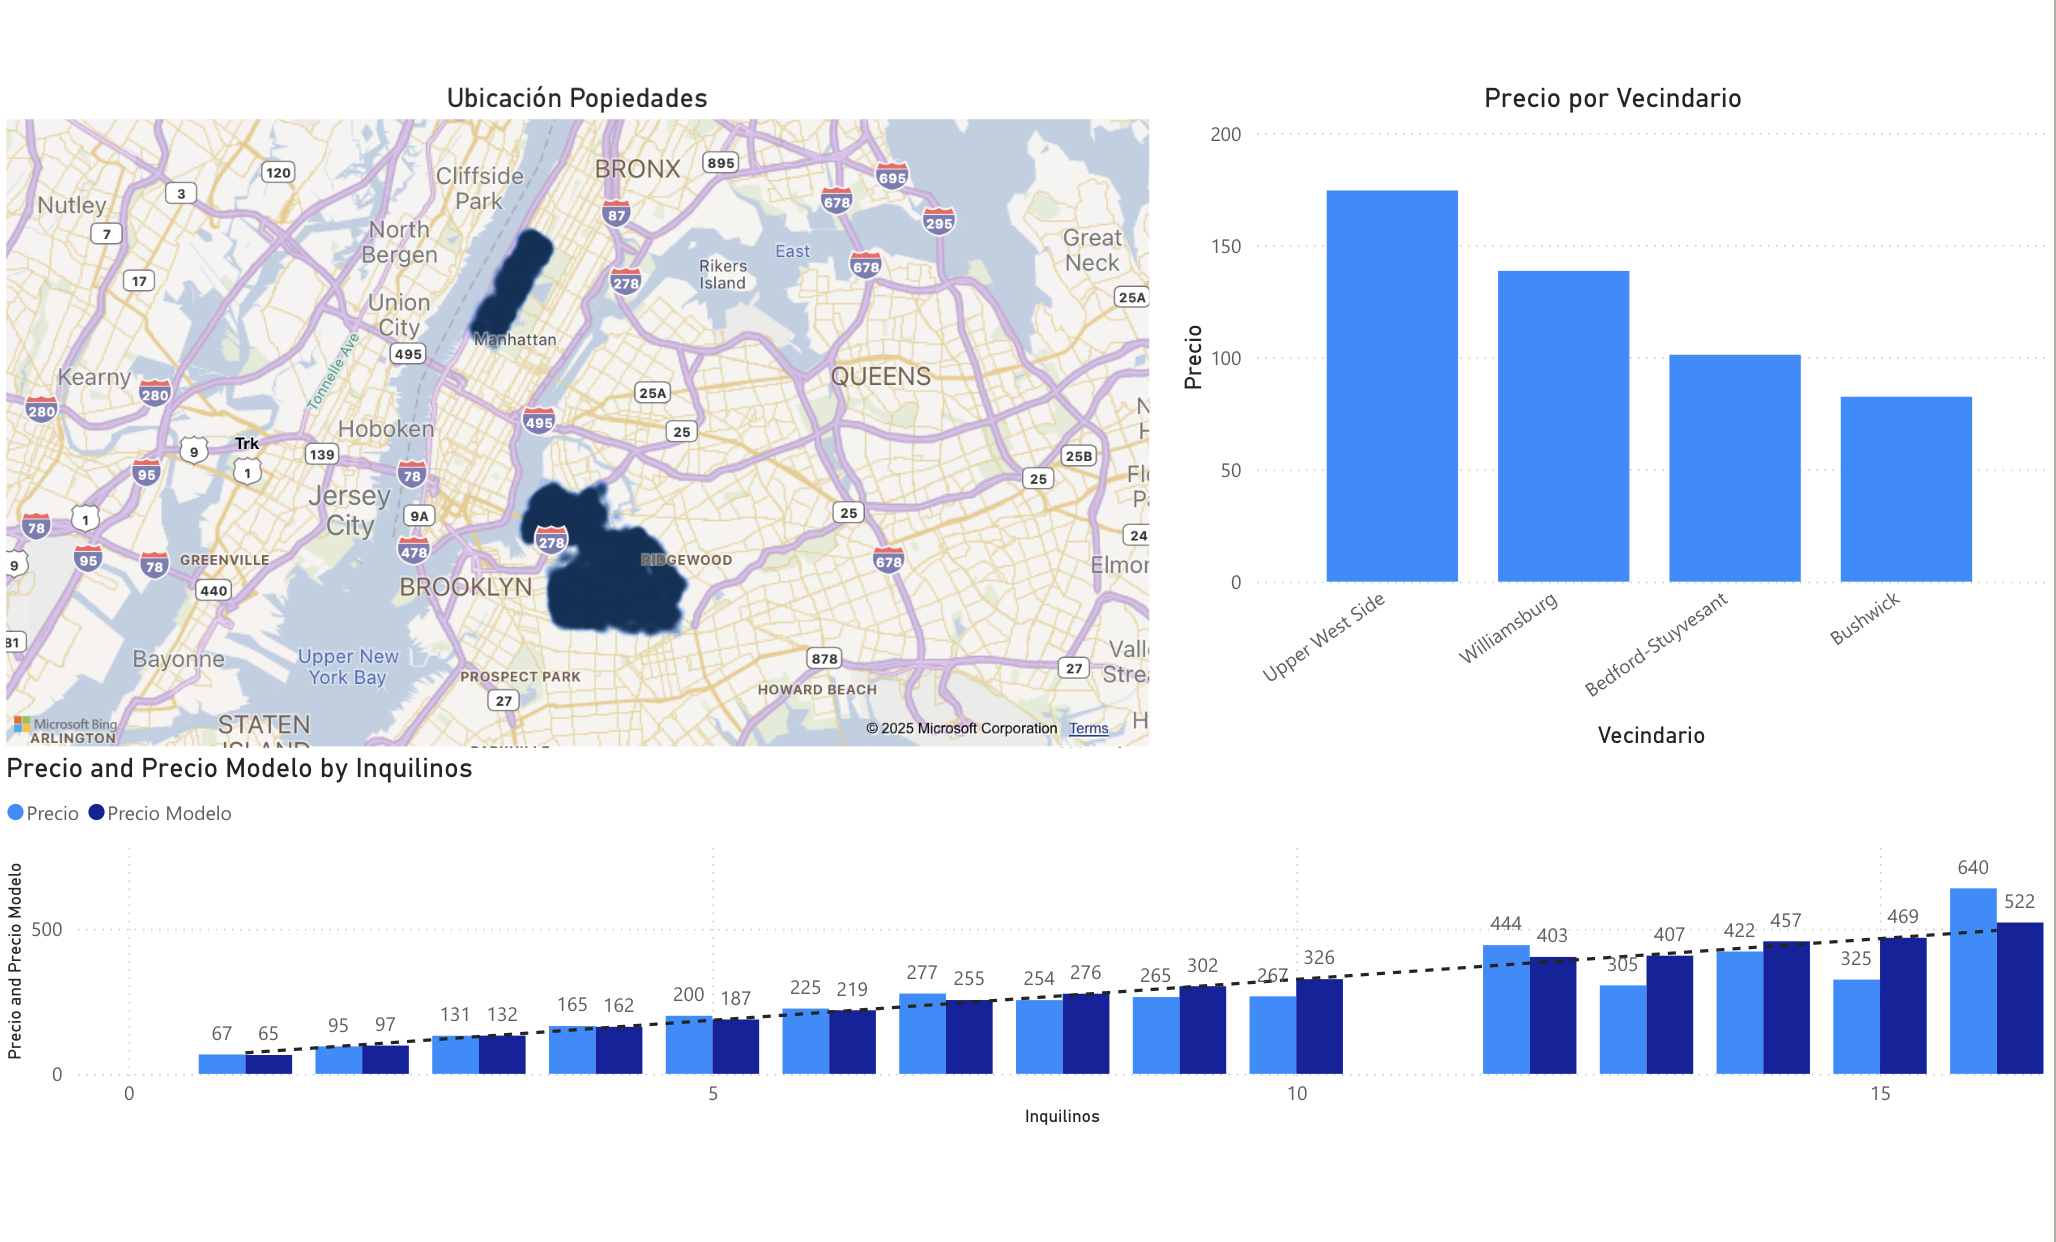 Ubicación Popiedades
BRONX
895
Cliffside
Park
120
3
695
678
Nutley
87
295
7
North
Bergen
East
Great
Neck
678
Rikers
Island
17
278
25A
Union
City
Manhattan
495
Tonnelle Ave
Kearny
QUEENS
280
25A
280
495
Hoboken
25
Trk
9
139
25B
1
95
78
25
Jersey
City
9A
25
1
78
24
278
478
95
78
GREENVILLE
RIDGEWOOD
678
9
Elmor
BROOKLYN
440
81
Bayonne
Upper New
York Bay
878
27
Vall
Strea
PROSPECT PARK
HOWARD BEACH
27
Microsoft Bing
ARLINGTON
STATEN
ISLAND
© 2025 Microsoft Corporation Terms
Precio por Vecindario
200
150
100
50
0
Precio
Upper West Side
Williamsburg
Bedford-Stuyvesant
Bushwick
Vecindario
Precio and Precio Modelo by Inquilinos
Precio Precio Modelo
Precio and Precio Modelo
500
0
67 65 95 97 131 132 165 162 200 187 225 219 277 255 254 276 265 302 267 326 444 403 305 407 422 457 325 469 640 522
0 5 10 15
Inquilinos